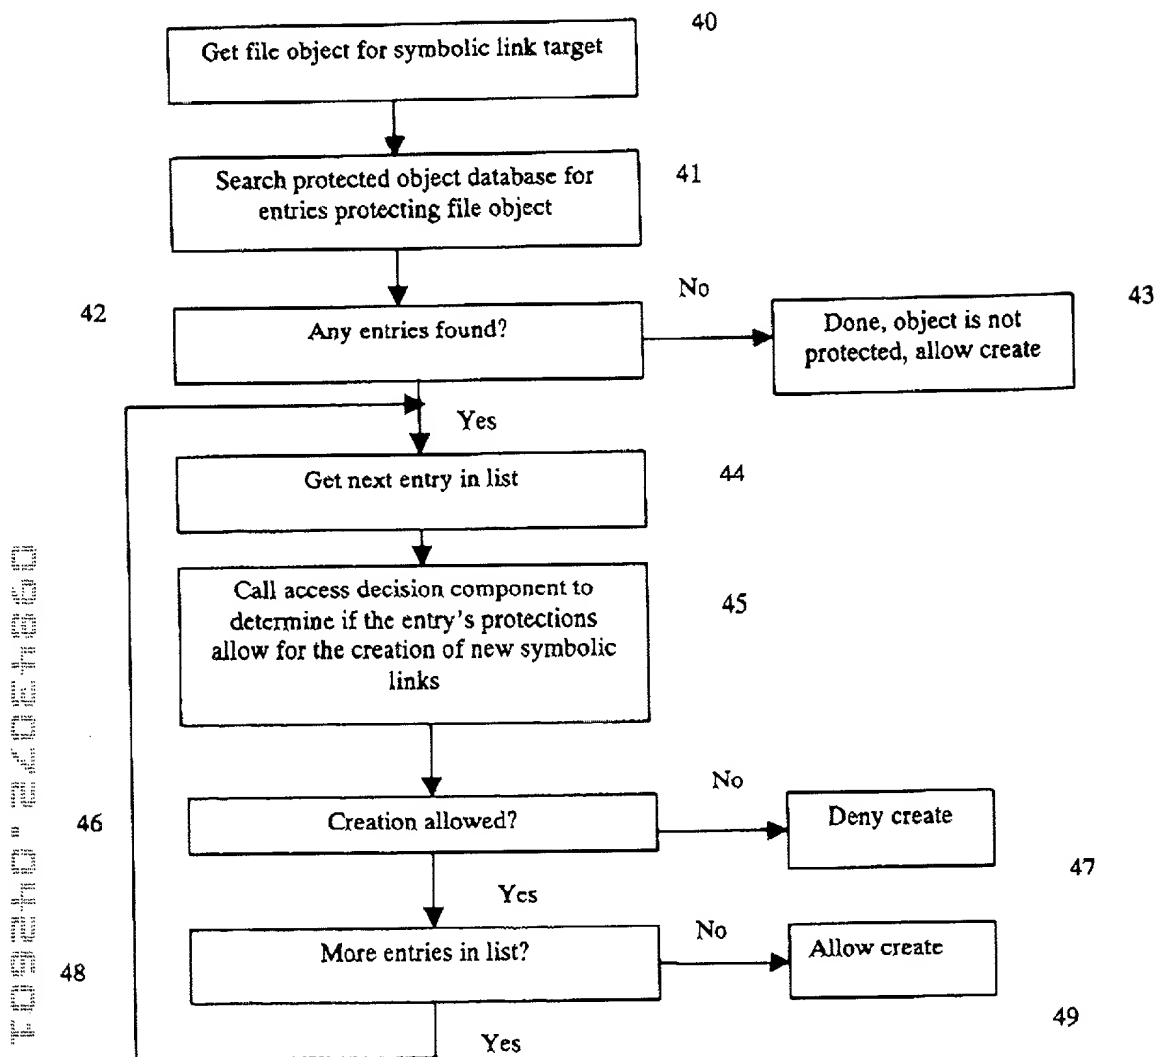 40
Get file object for symbolic link target
Search protected object database for
entries protecting file object
41
No
42
Any entries found?
43
Done, object is not
protected, allow create
Yes
Get next entry in list
44
Call access decision component to
determine if the entry's protections
allow for the creation of new symbolic
links
45
No
46
Creation allowed?
Deny create
47
Yes
No
More entries in list?
Allow create
48
49
Yes